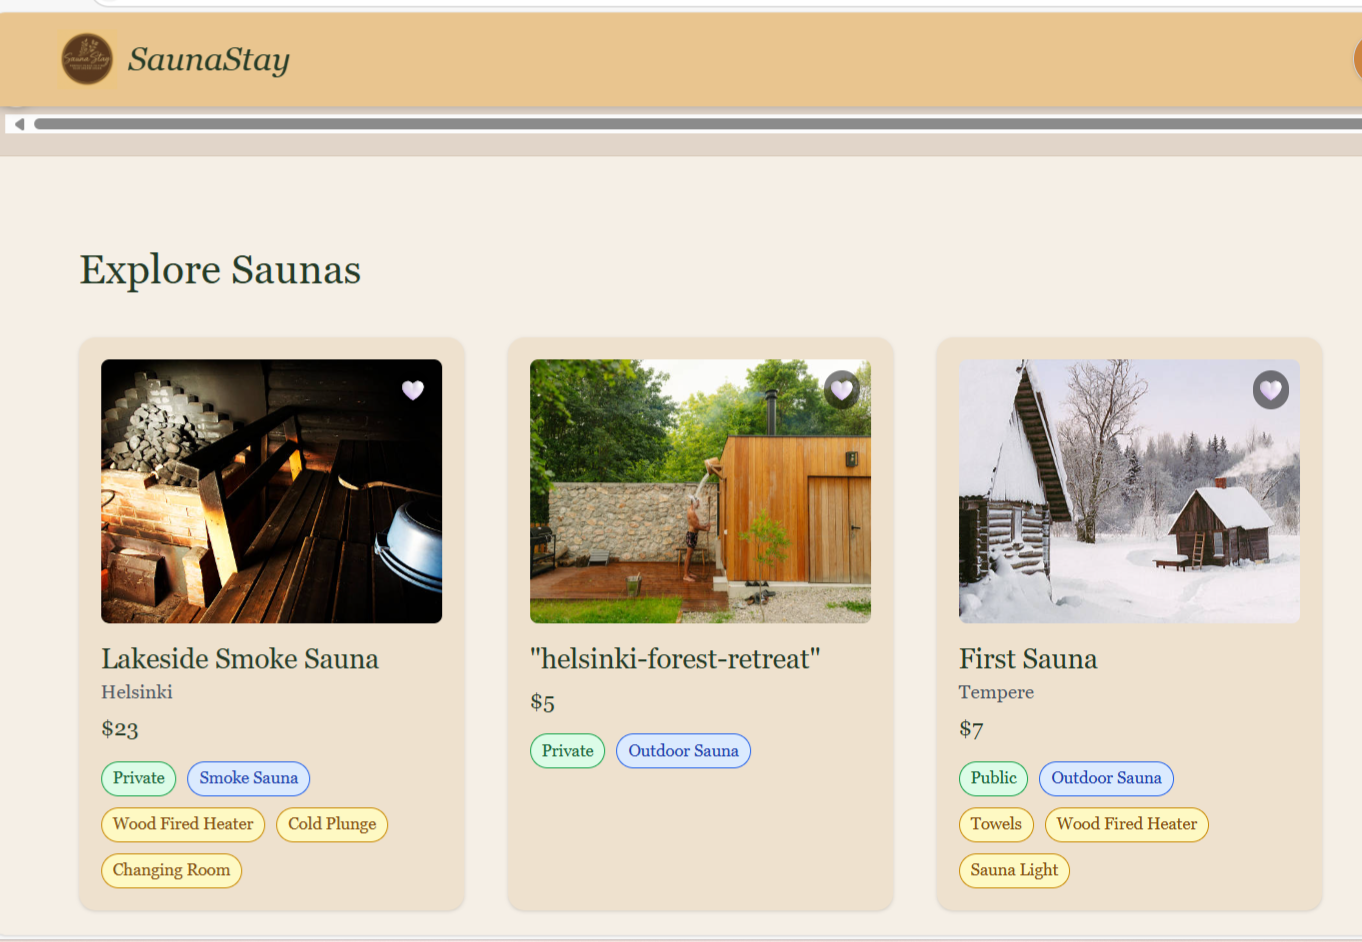 SaunaStay
SaunaStay
Explore Saunas
Lakeside Smoke Sauna
Helsinki
$23
Private
Smoke Sauna
Wood Fired Heater
Cold Plunge
Changing Room
"helsinki-forest-retreat"
$5
Private
Outdoor Sauna
First Sauna
Tempere
$7
Public
Outdoor Sauna
Towels
Wood Fired Heater
Sauna Light